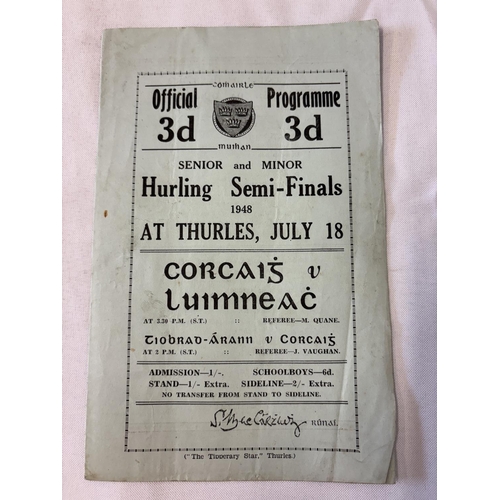 Comairle
Official Programme
3d 3d
Mumhan
SENIOR and MINOR
Hurling Semi-Finals
1948
AT THURLES, JULY 18
Corcaiġ v
Luimneaċ
AT 3.30 P.M. (S.T.) :: REFEREE—M. QUANE.
Tiobrad-Árann v Corcaiġ
AT 2 P.M. (S.T.) :: REFEREE—J. VAUGHAN.
ADMISSION—1/-. SCHOOLBOYS—6d.
STAND—1/- Extra. SIDELINE—2/- Extra.
NO TRANSFER FROM STAND TO SIDELINE.
RÚNAÍ.
("The Tipperary Star," Thurles.)